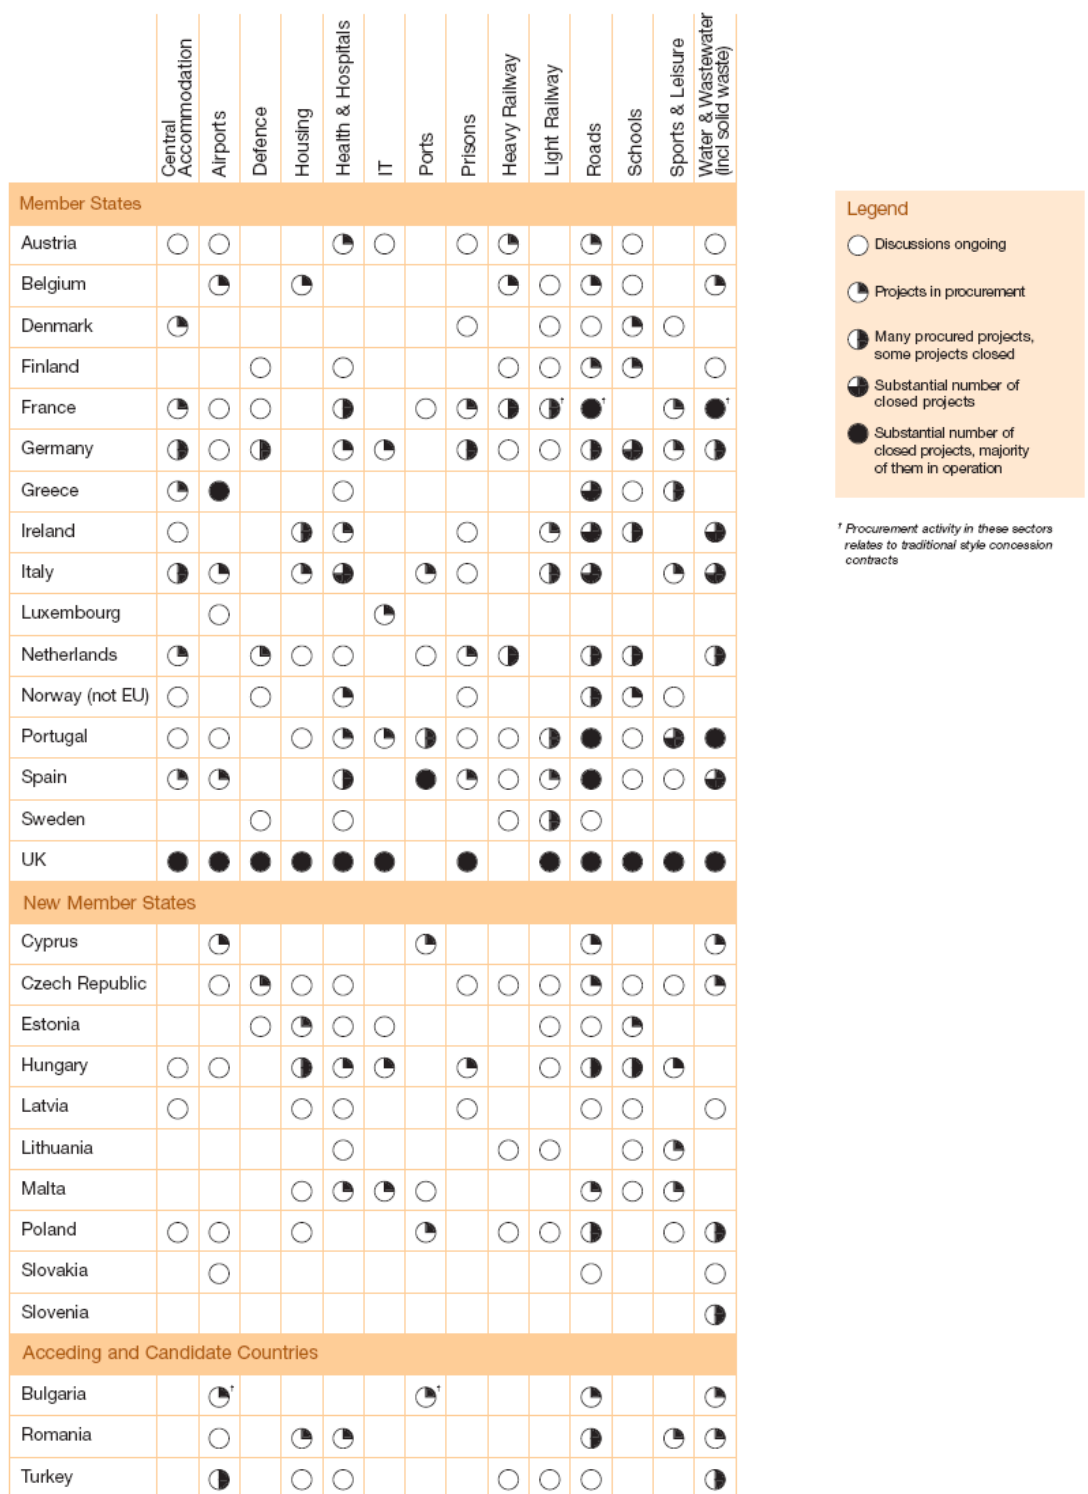 Central
Accommodation
Airports
Defence
Housing
Health & Hospitals
IT
Ports
Prisons
Heavy Railway
Light Railway
Roads
Schools
Sports & Leisure
Water & Wastewater
(incl solid waste)
Member States
Austria
Belgium
Denmark
Finland
France † † †
Germany
Greece
Ireland
Italy
Luxembourg
Netherlands
Norway (not EU)
Portugal
Spain
Sweden
UK
New Member States
Cyprus
Czech Republic
Estonia
Hungary
Latvia
Lithuania
Malta
Poland
Slovakia
Slovenia
Acceding and Candidate Countries
Bulgaria † †
Romania
Turkey
Legend
Discussions ongoing
Projects in procurement
Many procured projects,
some projects closed
Substantial number of
closed projects
Substantial number of
closed projects, majority
of them in operation
† Procurement activity in these sectors
relates to traditional style concession
contracts